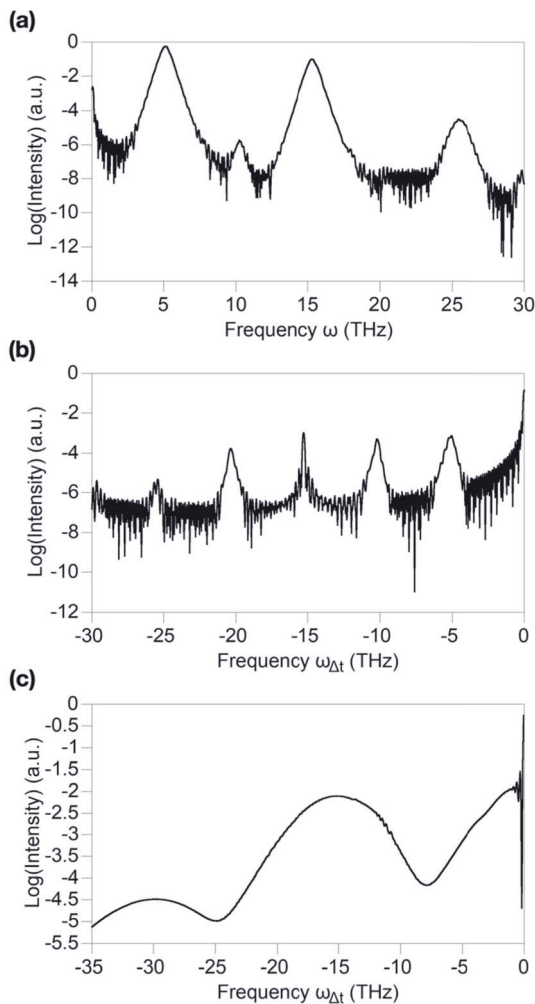 (a)
0
-2
-4
-6
-8
-10
-12
-14
Log(Intensity) (a.u.)
0 5 10 15 20 25 30
Frequency ω (THz)
(b)
0
-2
-4
-6
-8
-10
-12
Log(Intensity) (a.u.)
-30 -25 -20 -15 -10 -5 0
Frequency ωΔt (THz)
(c)
0
-0.5
-1
-1.5
-2
-2.5
-3
-3.5
-4
-4.5
-5
-5.5
Log(Intensity) (a.u.)
-35 -30 -25 -20 -15 -10 -5 0
Frequency ωΔt (THz)